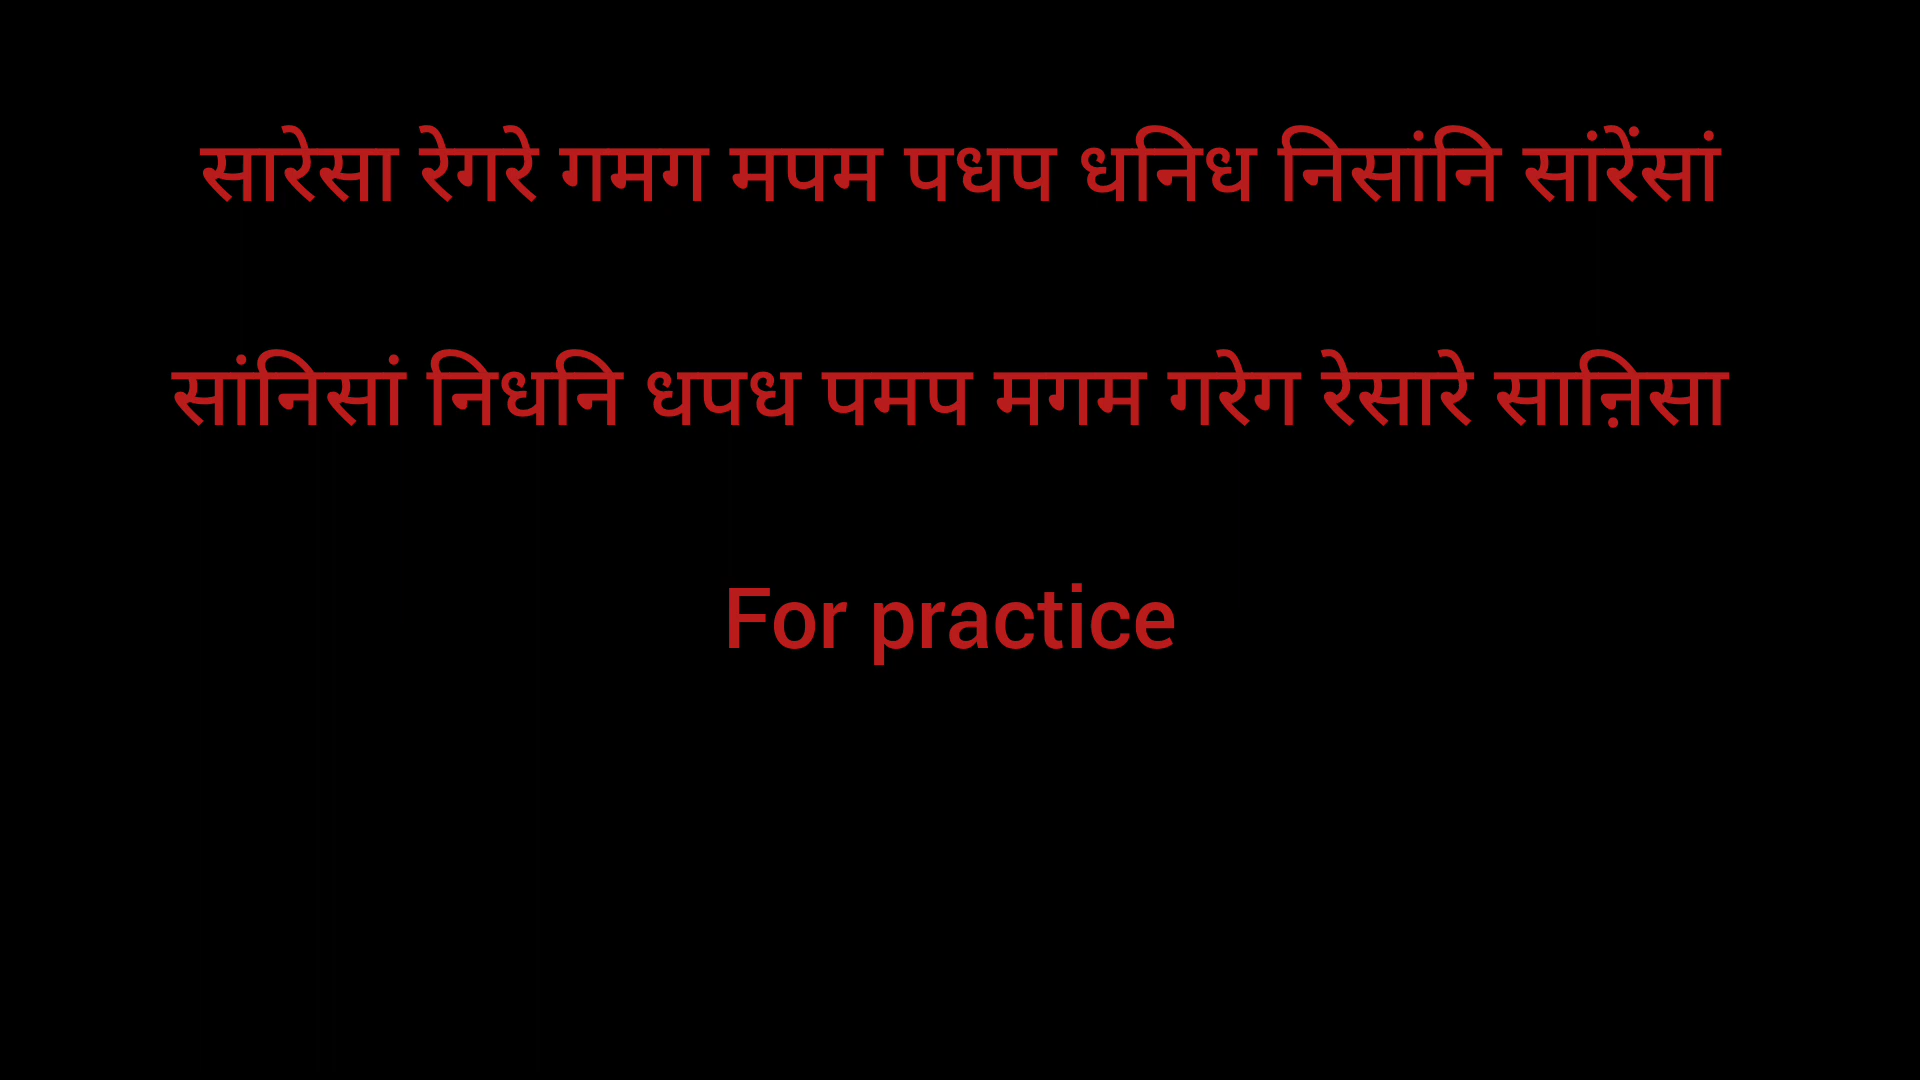 सारेसा रेगरे गमग मपम पधप धनिध निसांनि सांरेंसां
सांनिसां निधनि धपध पमप मगम गरेग रेसारे साऩिसा
For practice